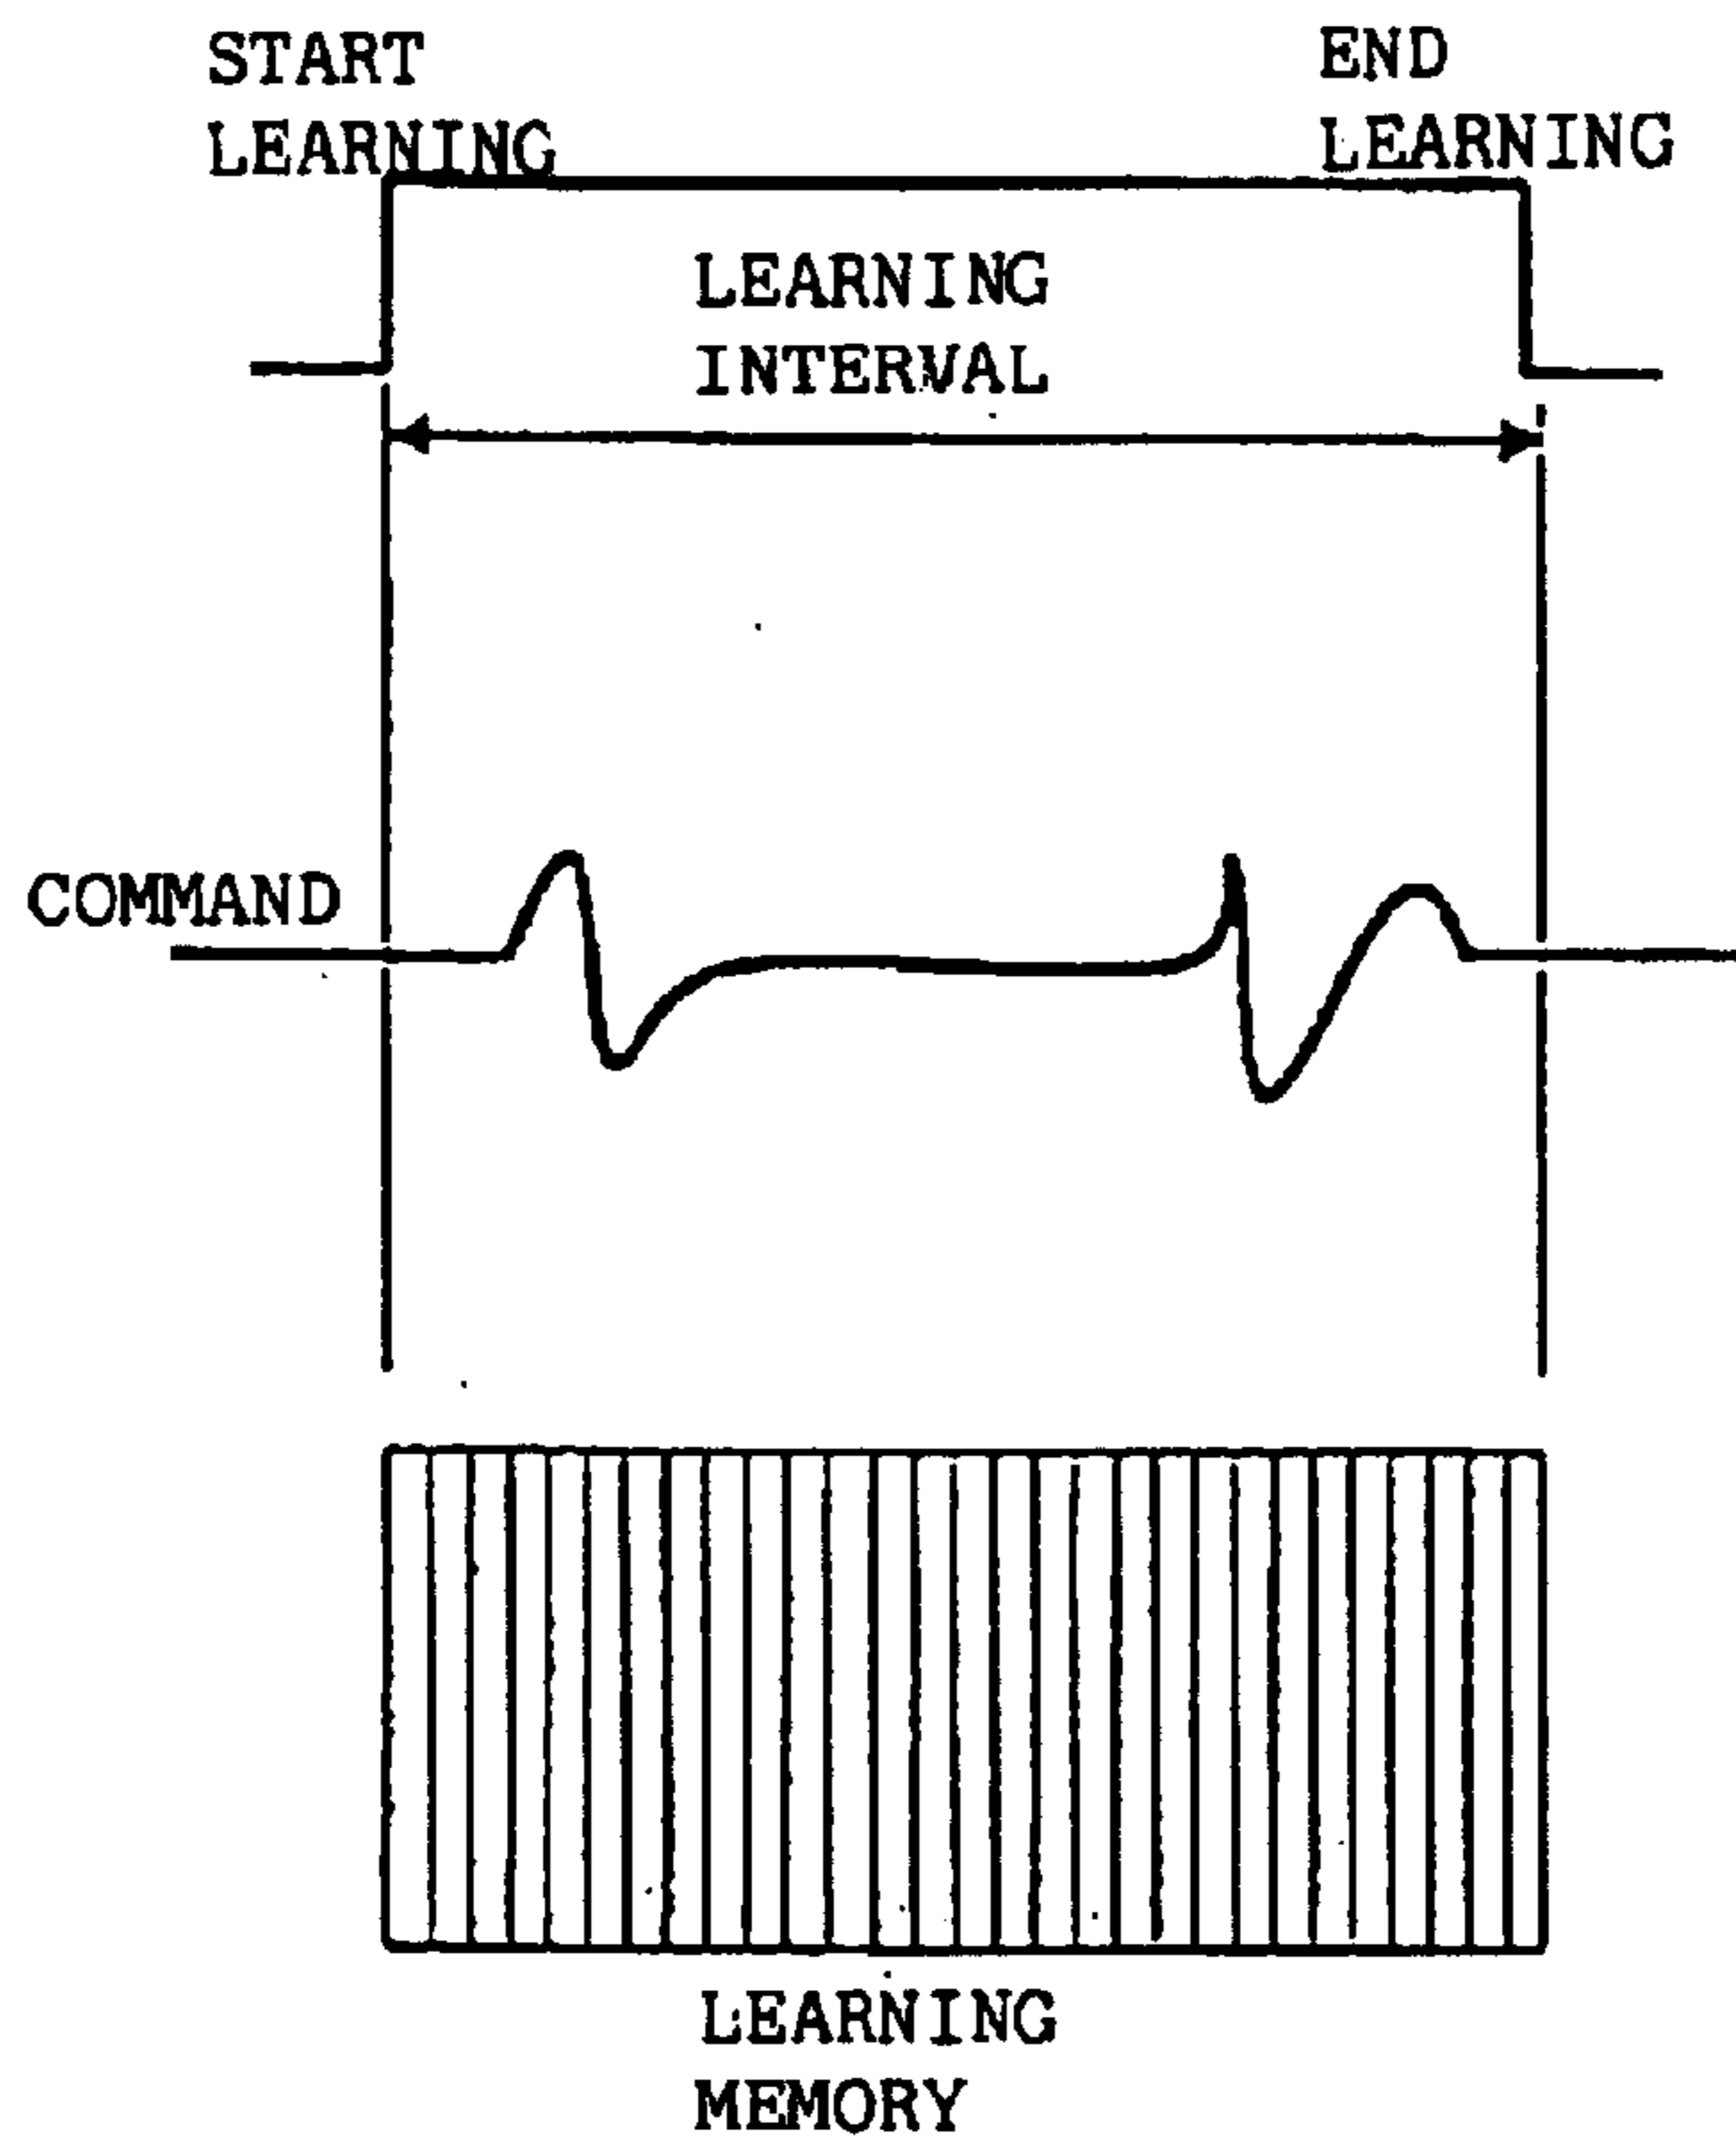 START
LEARNING
END
LEARNING
LEARNING
INTERVAL
COMMAND
LEARNING
MEMORY